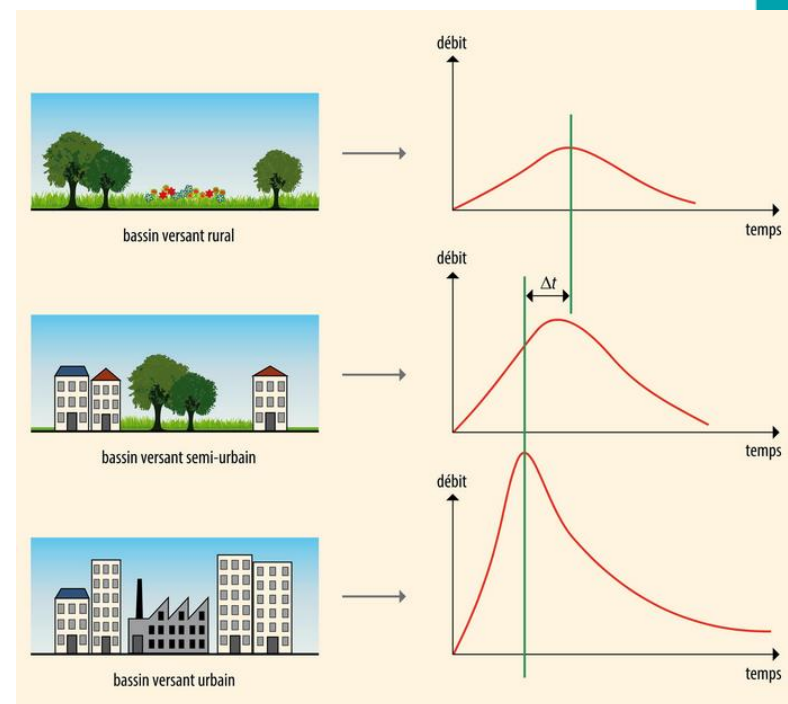 débit
bassin versant rural
temps
débit
Δt
bassin versant semi-urbain
temps
débit
bassin versant urbain
temps